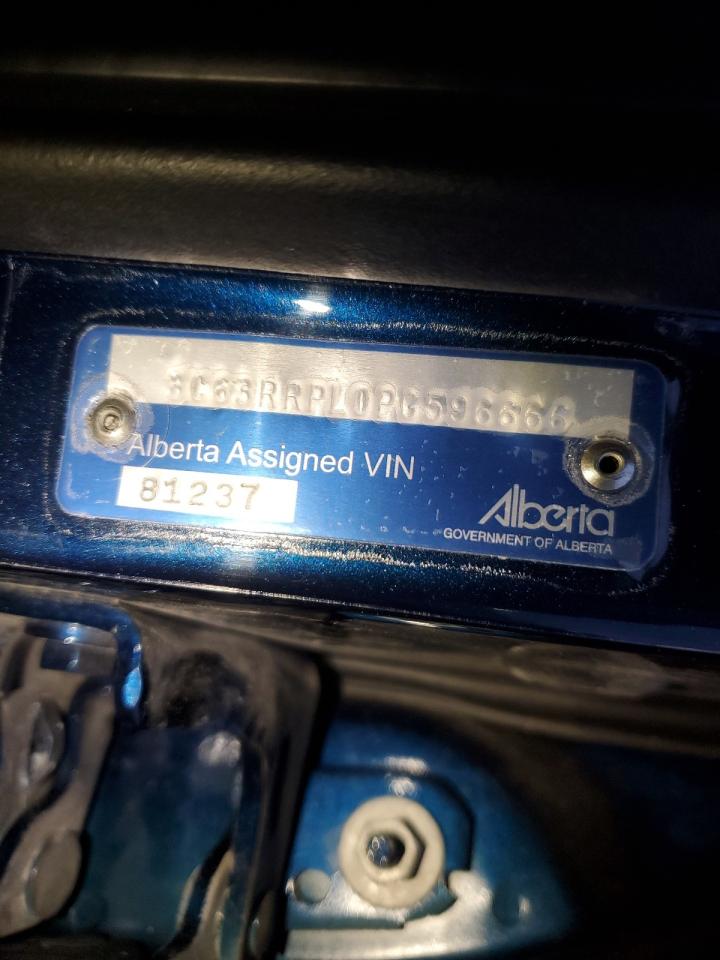 3C63RRPL0PG596666
Alberta Assigned VIN
81237
Alberta
GOVERNMENT OF ALBERTA